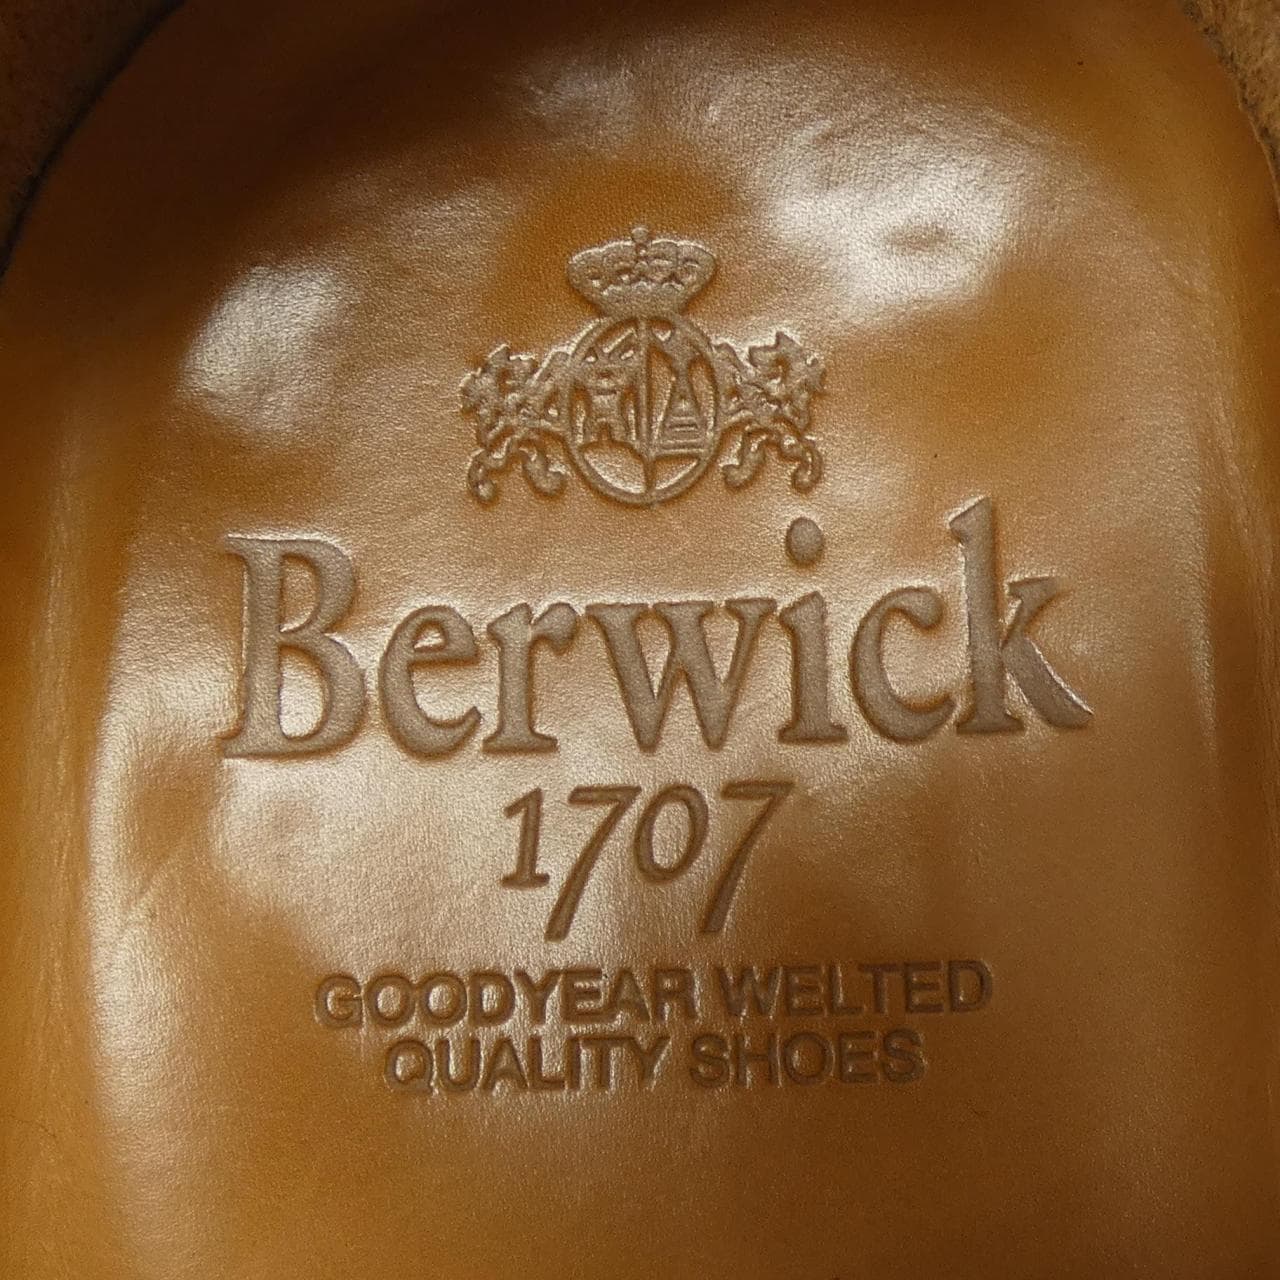 Berwick
1707
GOODYEAR WELTED
QUALITY SHOES